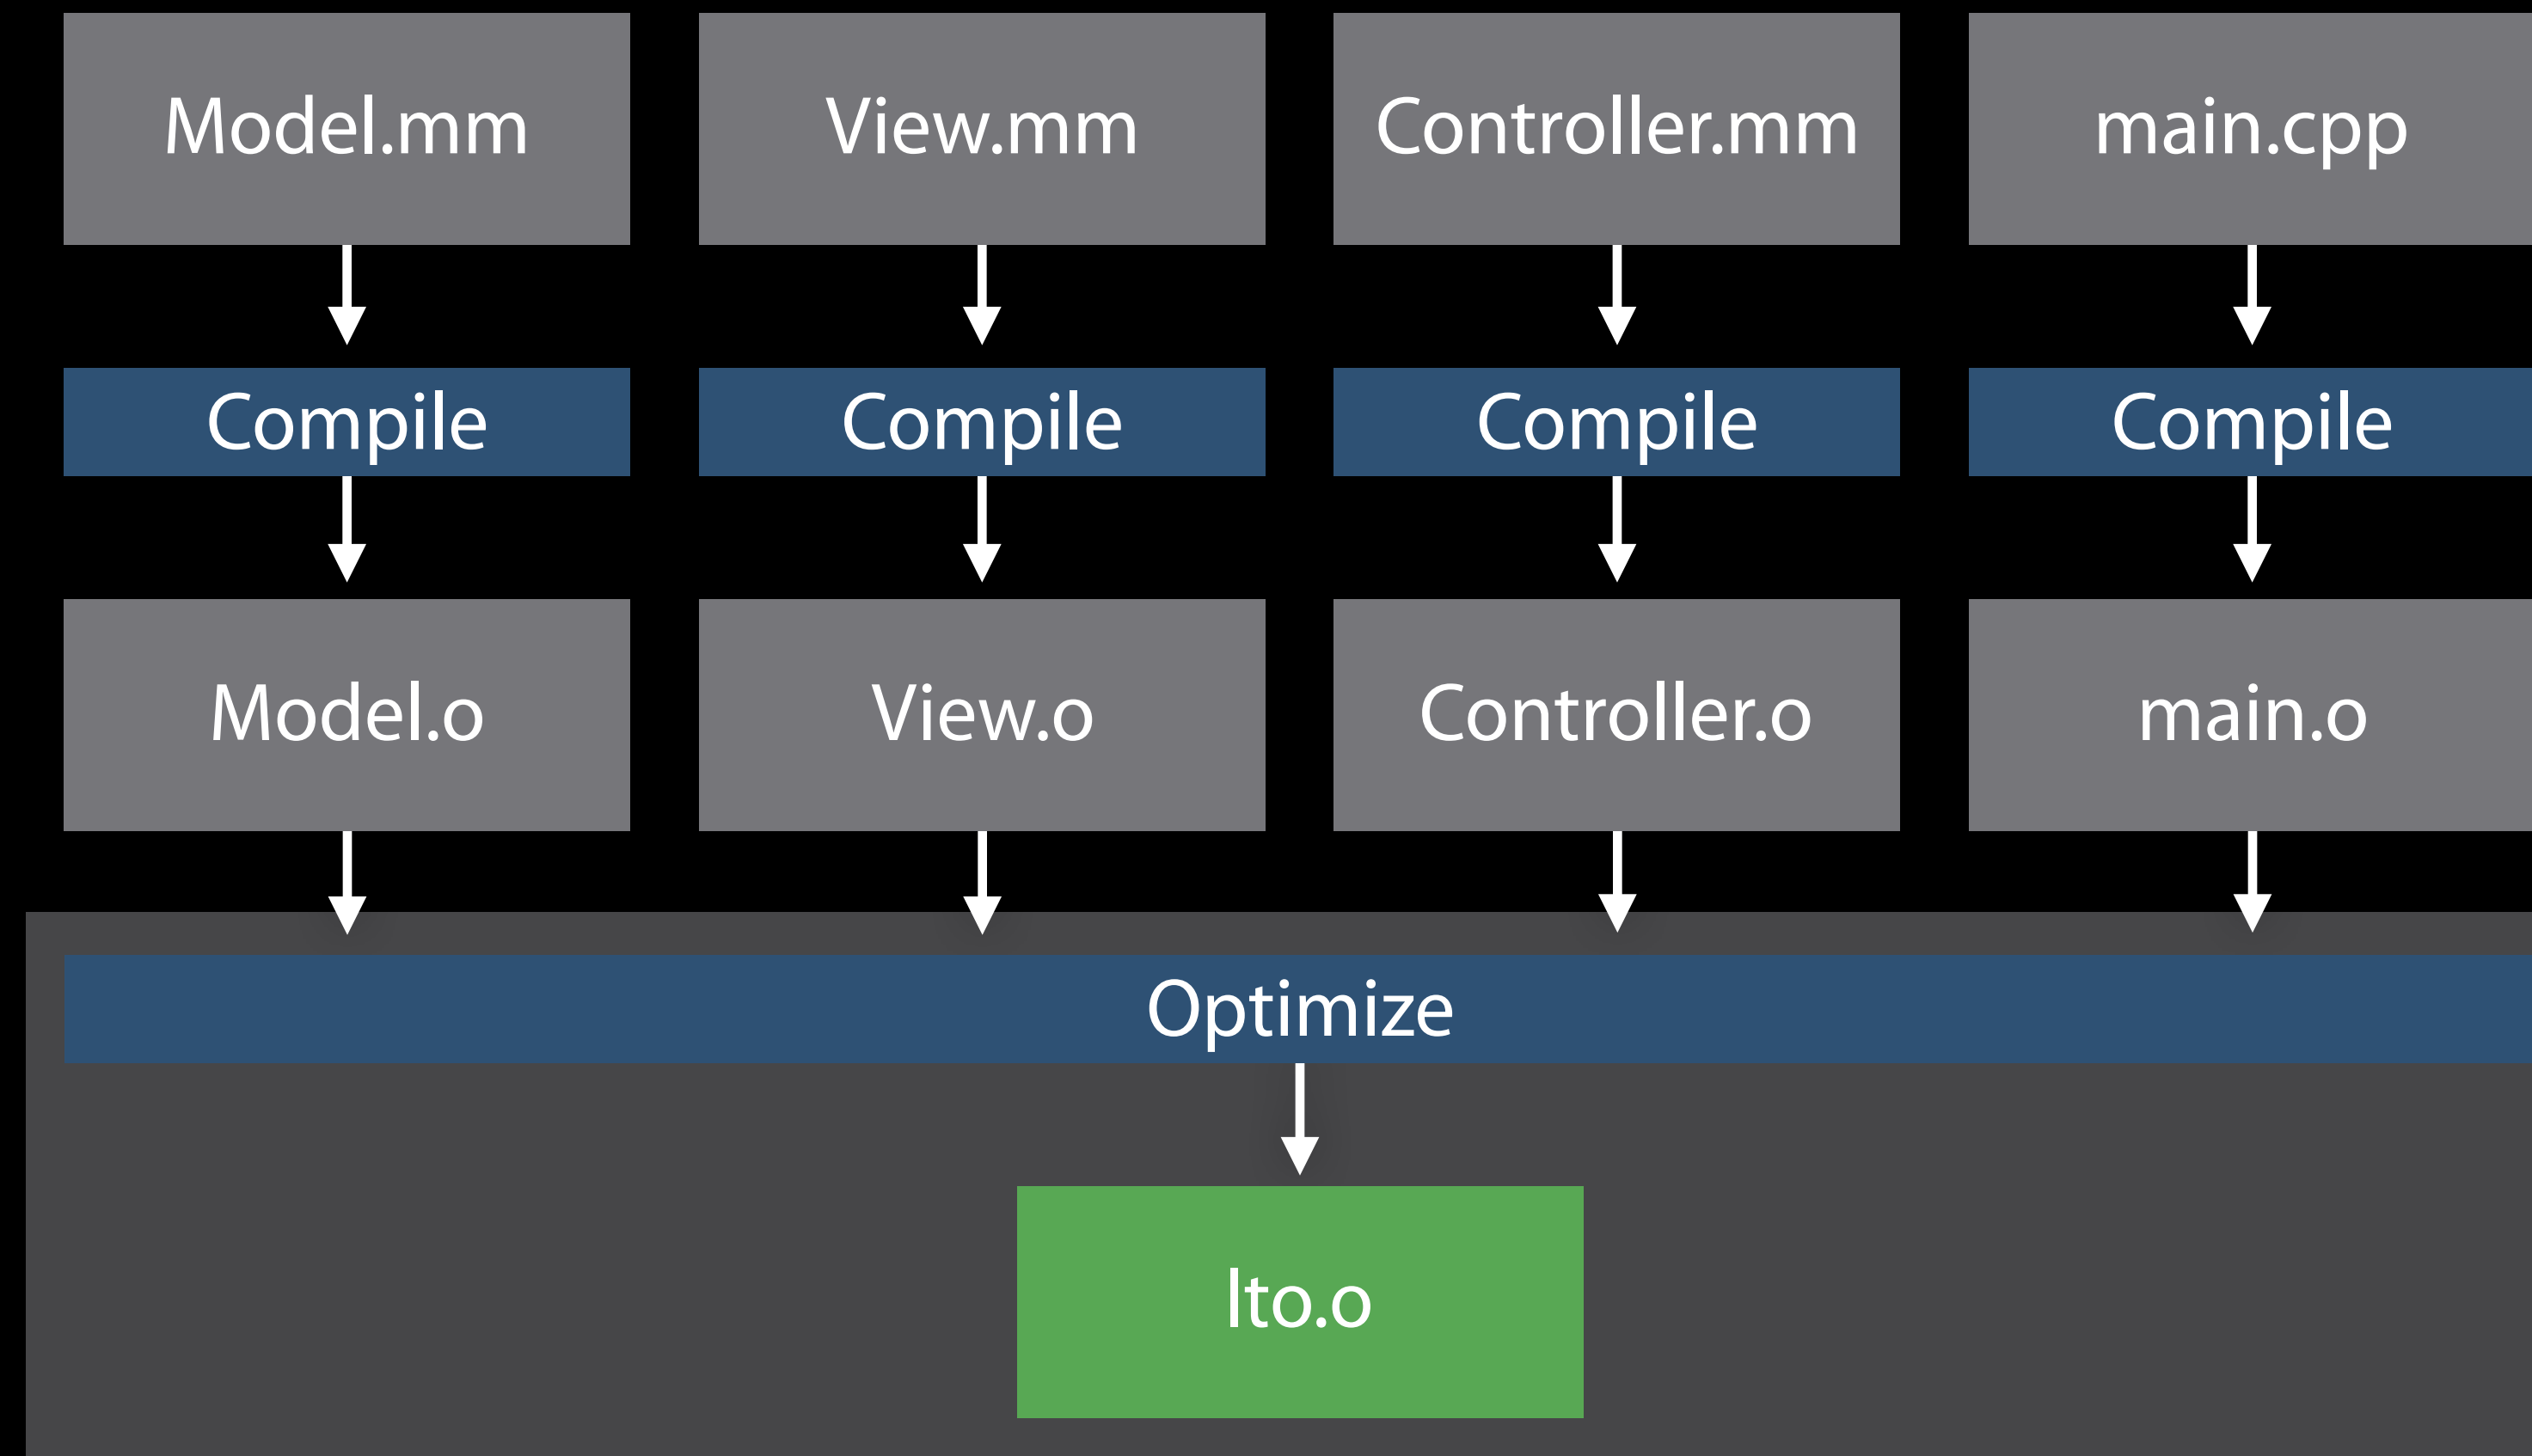 Model.mm
View.mm
Controller.mm
main.cpp
Compile
Compile
Compile
Compile
Model.o
View.o
Controller.o
main.o
Optimize
lto.o